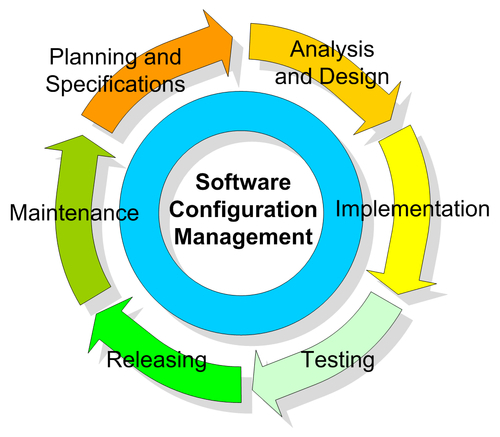 Planning and
Specifications
Analysis
and Design
Implementation
Testing
Releasing
Maintenance
Software
Configuration
Management